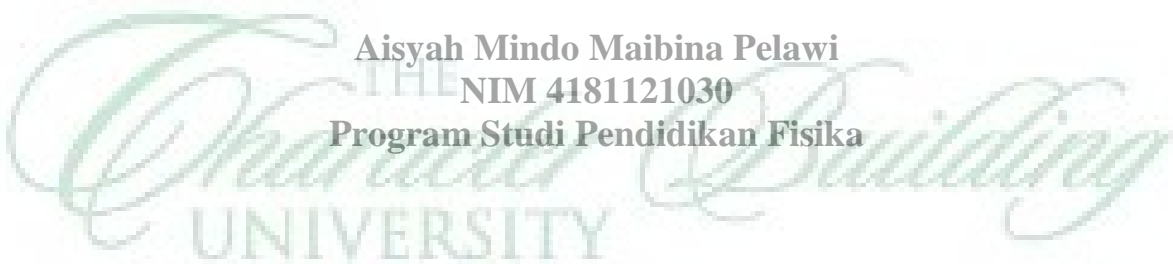 Aisyah Mindo Maibina Pelawi
THE
NIM 4181121030
Program Studi Pendidikan Fisika
Character Building
UNIVERSITY